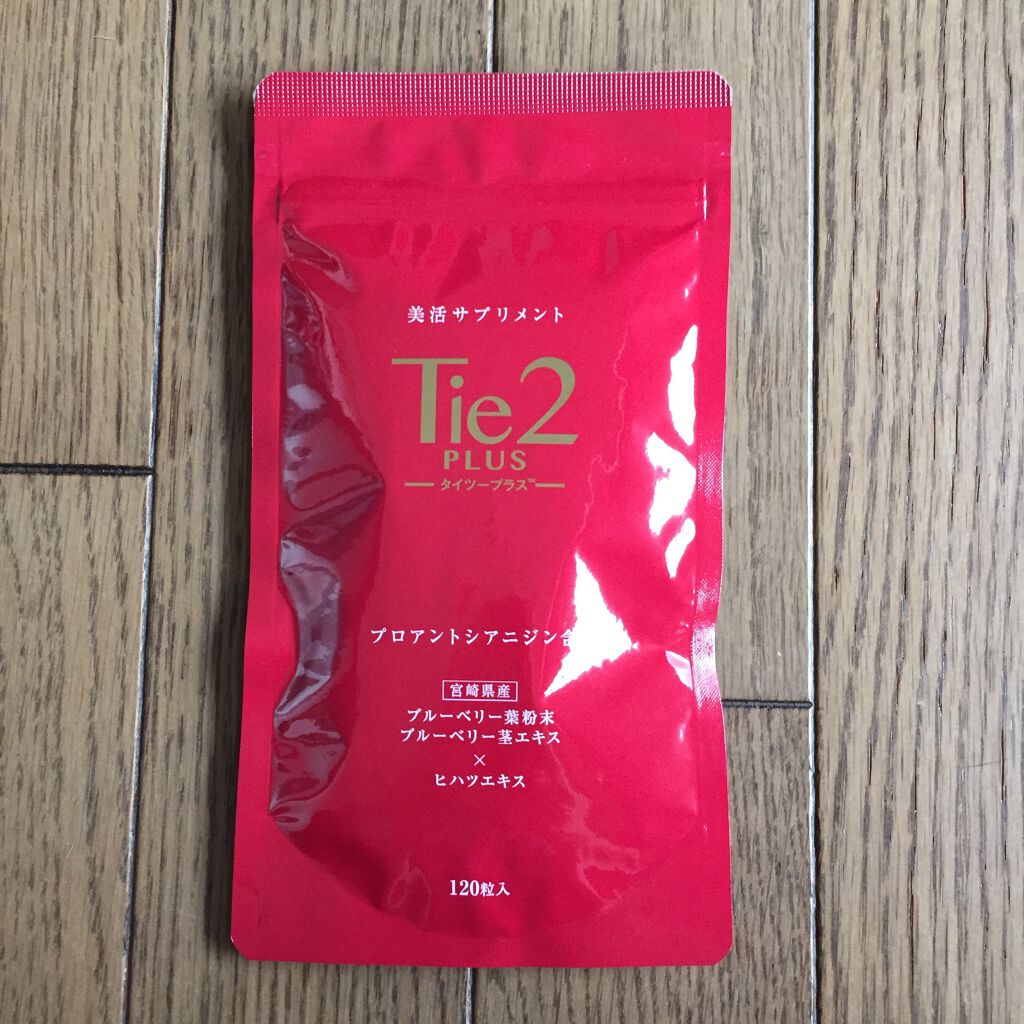 美活サプリメント
Tie2
PLUS
タイツープラス™
プロアントシアニジン含
宮崎県産
ブルーベリー葉粉末
ブルーベリー茎エキス
×
ヒハツエキス
120粒入